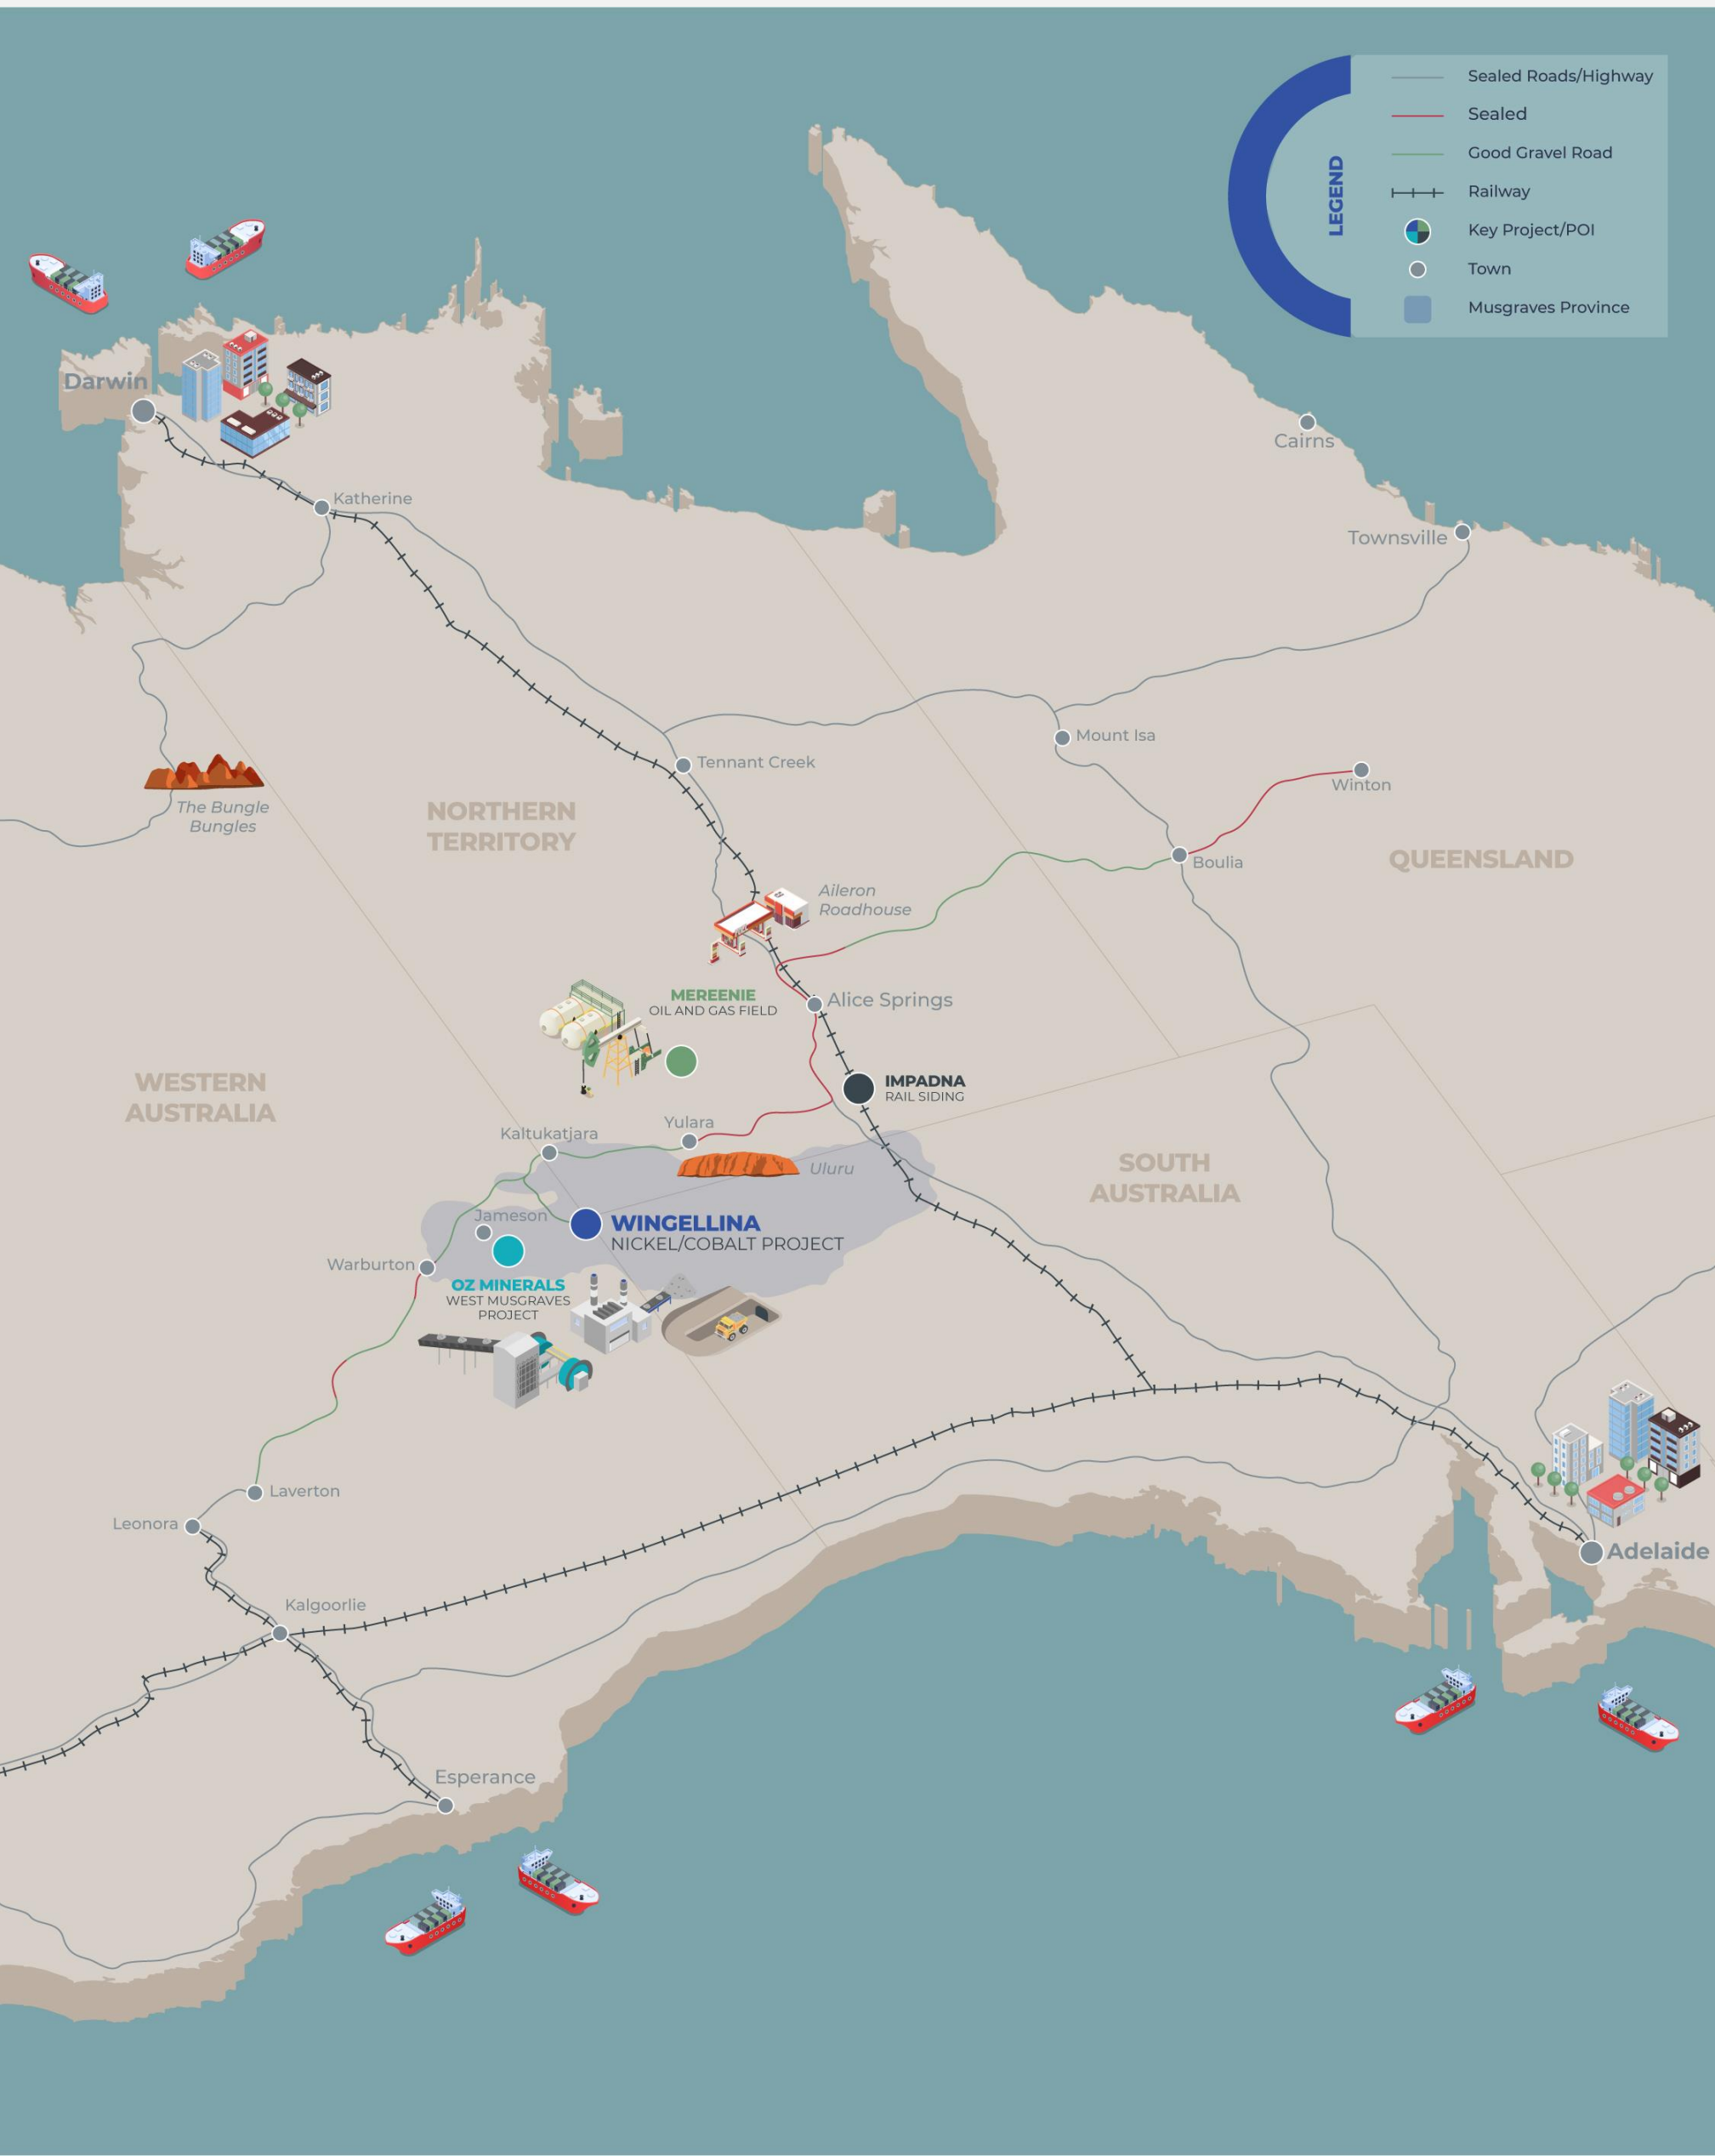 LEGEND
Sealed Roads/Highway
Sealed
Good Gravel Road
Railway
Key Project/POI
Town
Musgraves Province
Darwin
Cairns
Katherine
Townsville
Mount Isa
Tennant Creek
Winton
The Bungle
Bungles
NORTHERN
TERRITORY
Boulia
QUEENSLAND
Aileron
Roadhouse
MEREENIE
OIL AND GAS FIELD
Alice Springs
WESTERN
AUSTRALIA
IMPADNA
RAIL SIDING
Yulara
Kaltukatjara
Uluru
SOUTH
AUSTRALIA
Jameson
WINGELLINA
NICKEL/COBALT PROJECT
Warburton
OZ MINERALS
WEST MUSGRAVES
PROJECT
Laverton
Leonora
Adelaide
Kalgoorlie
Esperance